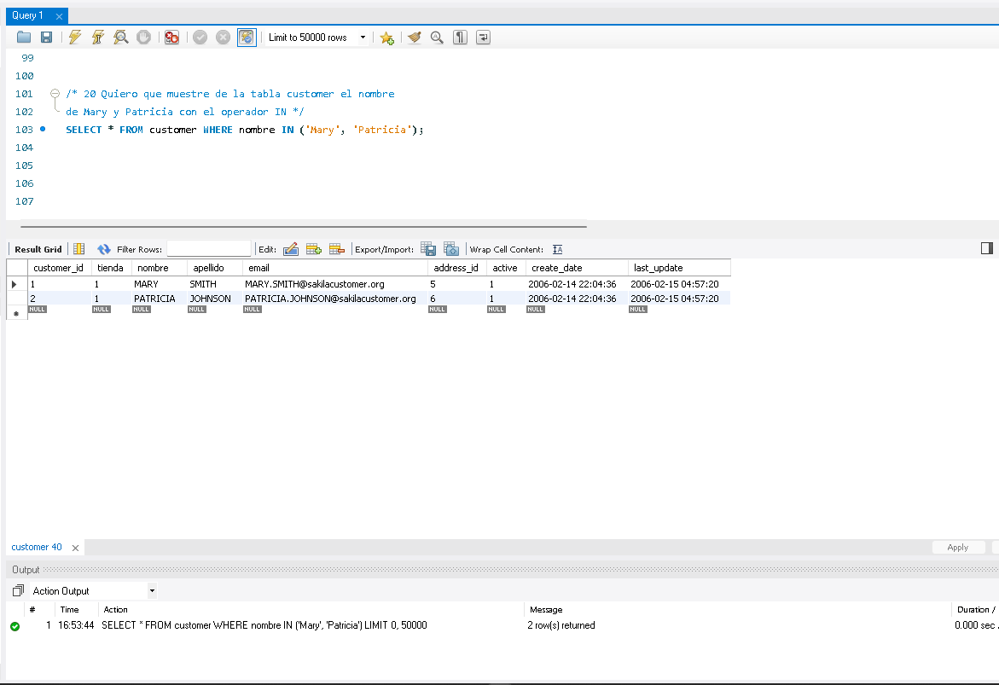 Query 1
Limit to 50000 rows
99
100
101 /* 20 Quiero que muestre de la tabla customer el nombre
102 de Mary y Patricia con el operador IN */
103 SELECT * FROM customer WHERE nombre IN ('Mary', 'Patricia');
104
105
106
107
Result Grid Filter Rows: Edit: Export/Import: Wrap Cell Content: IA
customer_id tienda nombre apellido email address_id active create_date last_update
1 1 MARY SMITH MARY.SMITH@sakilacustomer.org 5 1 2006-02-14 22:04:36 2006-02-15 04:57:20
2 1 PATRICIA JOHNSON PATRICIA.JOHNSON@sakilacustomer.org 6 1 2006-02-14 22:04:36 2006-02-15 04:57:20
NULL NULL NULL NULL NULL NULL NULL NULL NULL
customer 40 Apply
Output
Action Output
# Time Action Message Duration /
1 16:53:44 SELECT * FROM customer WHERE nombre IN ('Mary', 'Patricia') LIMIT 0, 50000 2 row(s) returned 0.000 sec /